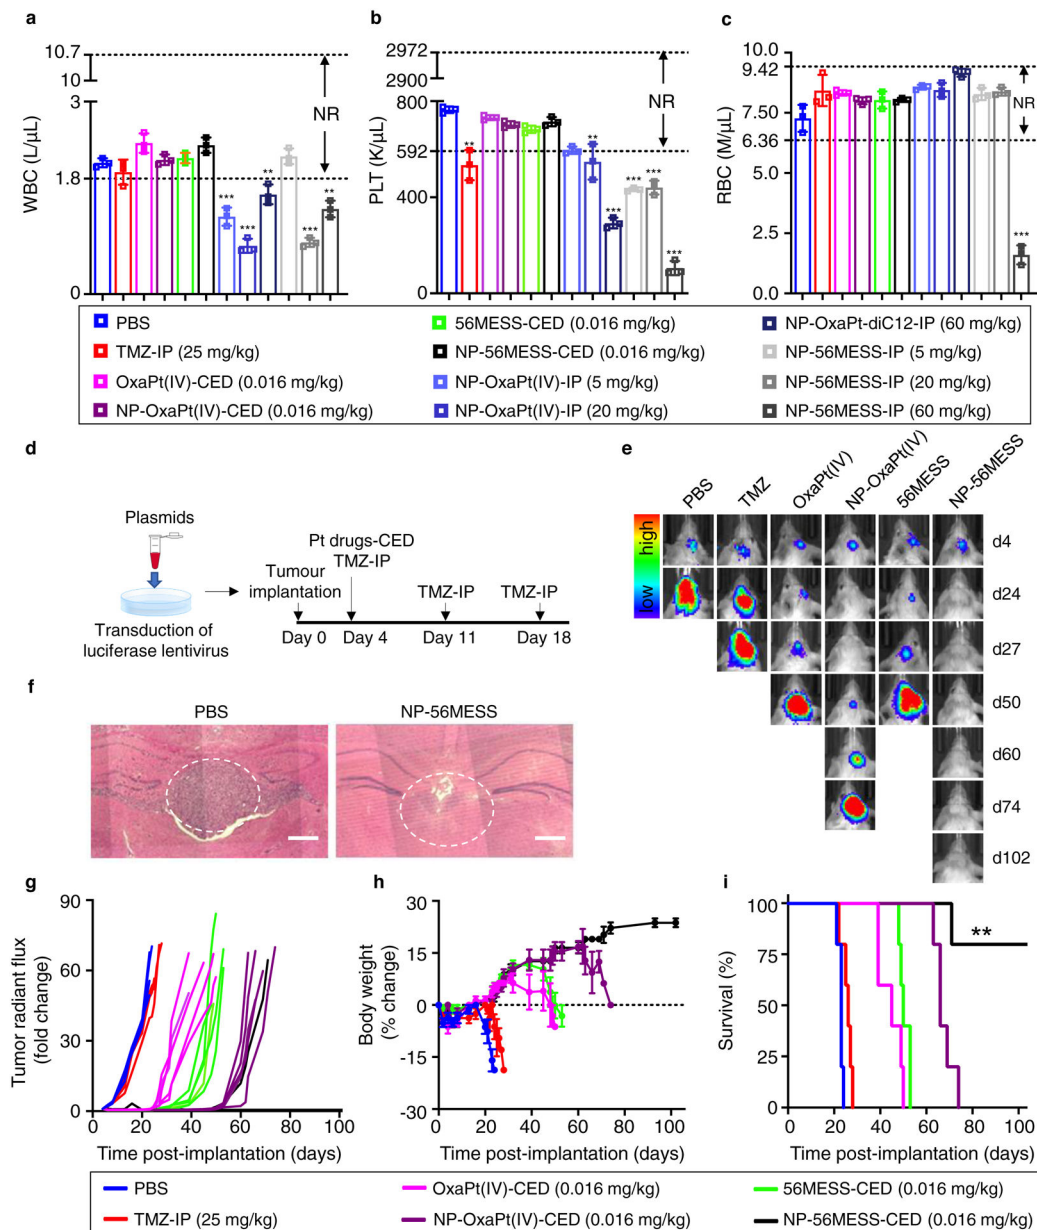 a
b
c
10.7
10
3
1.8
0
WBC (L/µL)
NR
***
***
**
***
**
2972
2900
800
592
400
0
PLT (K/µL)
NR
**
**
***
***
***
***
10.0
9.42
7.50
6.36
5.0
2.5
0.0
RBC (M/µL)
NR
***
PBS
56MESS-CED (0.016 mg/kg)
NP-OxaPt-diC12-IP (60 mg/kg)
TMZ-IP (25 mg/kg)
NP-56MESS-CED (0.016 mg/kg)
NP-56MESS-IP (5 mg/kg)
OxaPt(IV)-CED (0.016 mg/kg)
NP-OxaPt(IV)-IP (5 mg/kg)
NP-56MESS-IP (20 mg/kg)
NP-OxaPt(IV)-CED (0.016 mg/kg)
NP-OxaPt(IV)-IP (20 mg/kg)
NP-56MESS-IP (60 mg/kg)
d
Plasmids
Transduction of
luciferase lentivirus
Tumour
implantation
Pt drugs-CED
TMZ-IP
TMZ-IP
TMZ-IP
Day 0
Day 4
Day 11
Day 18
e
PBS
TMZ
OxaPt(IV)
NP-OxaPt(IV)
56MESS
NP-56MESS
high
low
d4
d24
d27
d50
d60
d74
d102
f
PBS
NP-56MESS
g
90
60
30
0
Tumor radiant flux
(fold change)
0 20 40 60 80 100
Time post-implantation (days)
h
30
15
0
-15
-30
Body weight
(% change)
0 20 40 60 80 100
Time post-implantation (days)
i
100
80
60
40
20
0
Survival (%)
**
0 20 40 60 80 100
Time post-implantation (days)
PBS
OxaPt(IV)-CED (0.016 mg/kg)
56MESS-CED (0.016 mg/kg)
TMZ-IP (25 mg/kg)
NP-OxaPt(IV)-CED (0.016 mg/kg)
NP-56MESS-CED (0.016 mg/kg)